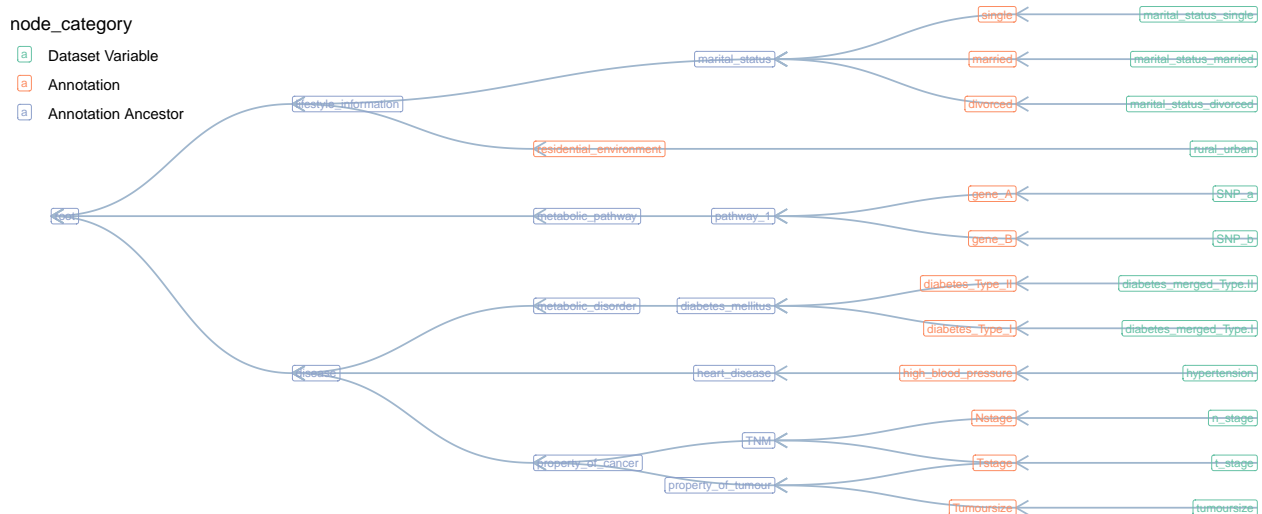 node_category
a Dataset Variable
a Annotation
a Annotation Ancestor
single
marital_status_single
marital_status
married
marital_status_married
lifestyle_information
divorced
marital_status_divorced
residential_environment
rural_urban
gene_A
SNP_a
root
metabolic_pathway
pathway_1
gene_B
SNP_b
diabetes_Type_II
diabetes_merged_Type.II
metabolic_disorder
diabetes_mellitus
diabetes_Type_I
diabetes_merged_Type.I
disease
heart_disease
high_blood_pressure
hypertension
Nstage
n_stage
TNM
property_of_cancer
Tstage
t_stage
property_of_tumour
Tumoursize
tumoursize